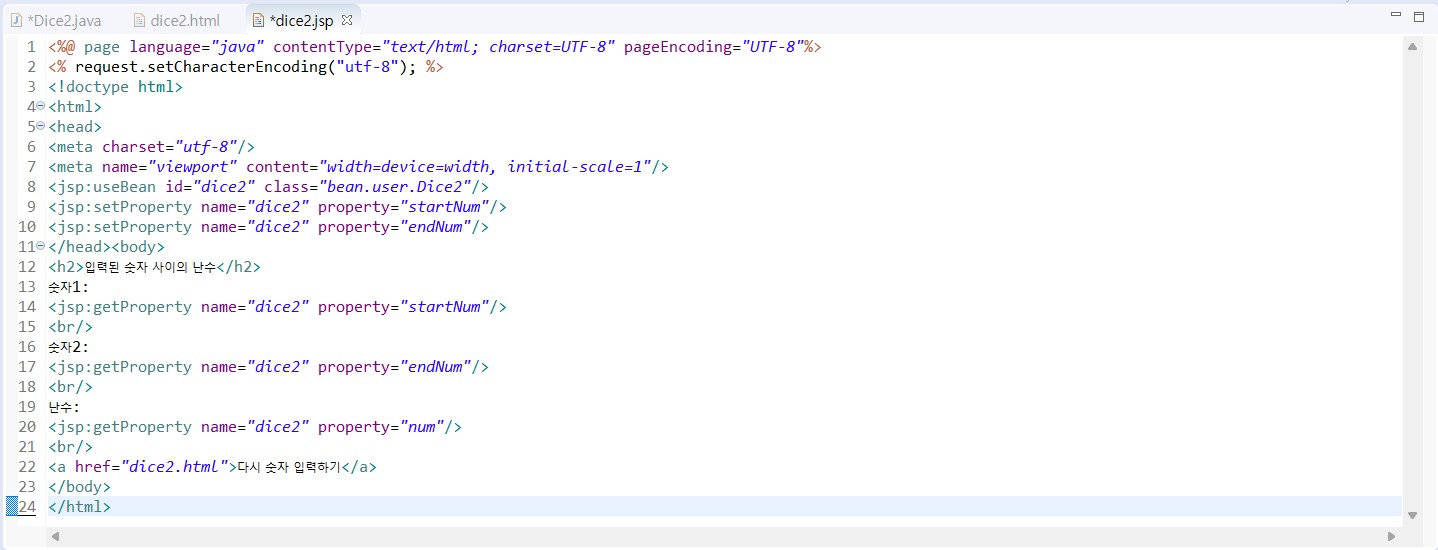 *Dice2.java dice2.html *dice2.jsp
1 <%@ page language="java" contentType="text/html; charset=UTF-8" pageEncoding="UTF-8"%>
2 <% request.setCharacterEncoding("utf-8"); %>
3 <!doctype html>
4 <html>
5 <head>
6 <meta charset="utf-8"/>
7 <meta name="viewport" content="width=device=width, initial-scale=1"/>
8 <jsp:useBean id="dice2" class="bean.user.Dice2"/>
9 <jsp:setProperty name="dice2" property="startNum"/>
10 <jsp:setProperty name="dice2" property="endNum"/>
11 </head><body>
12 <h2>입력된 숫자 사이의 난수</h2>
13 숫자1:
14 <jsp:getProperty name="dice2" property="startNum"/>
15 <br/>
16 숫자2:
17 <jsp:getProperty name="dice2" property="endNum"/>
18 <br/>
19 난수:
20 <jsp:getProperty name="dice2" property="num"/>
21 <br/>
22 <a href="dice2.html">다시 숫자 입력하기</a>
23 </body>
24 </html>